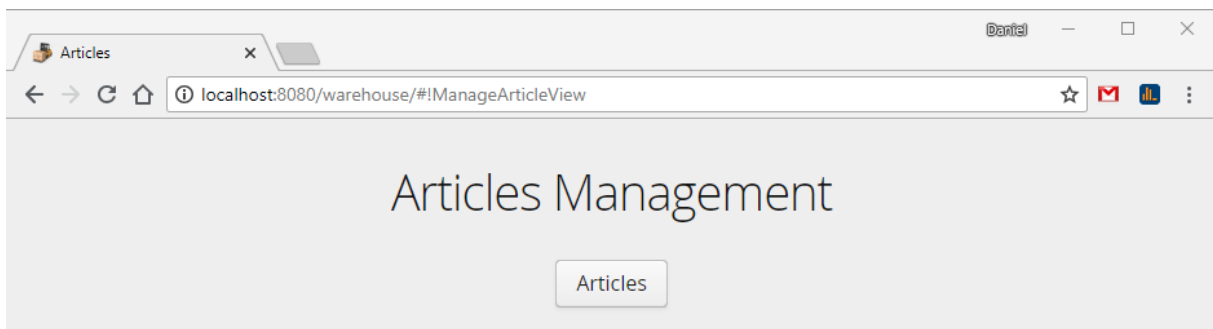 Daniel
Articles
localhost:8080/warehouse/#!ManageArticleView
Articles Management
Articles